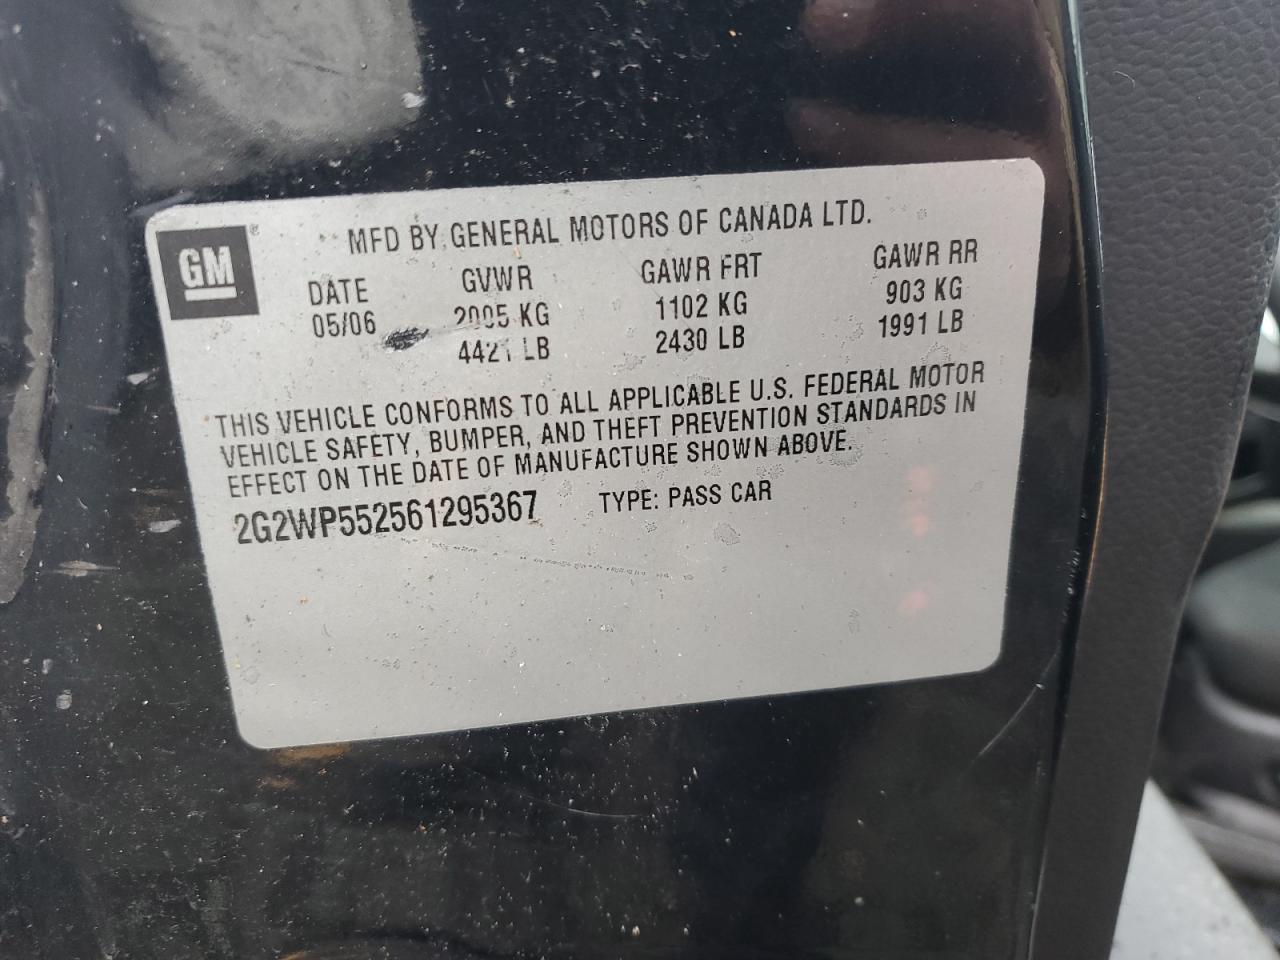 GM
®
MFD BY GENERAL MOTORS OF CANADA LTD.
DATE GVWR GAWR FRT GAWR RR
05/06 2005 KG 1102 KG 903 KG
4421 LB 2430 LB 1991 LB
THIS VEHICLE CONFORMS TO ALL APPLICABLE U.S. FEDERAL MOTOR
VEHICLE SAFETY, BUMPER, AND THEFT PREVENTION STANDARDS IN
EFFECT ON THE DATE OF MANUFACTURE SHOWN ABOVE.
2G2WP552561295367 TYPE: PASS CAR